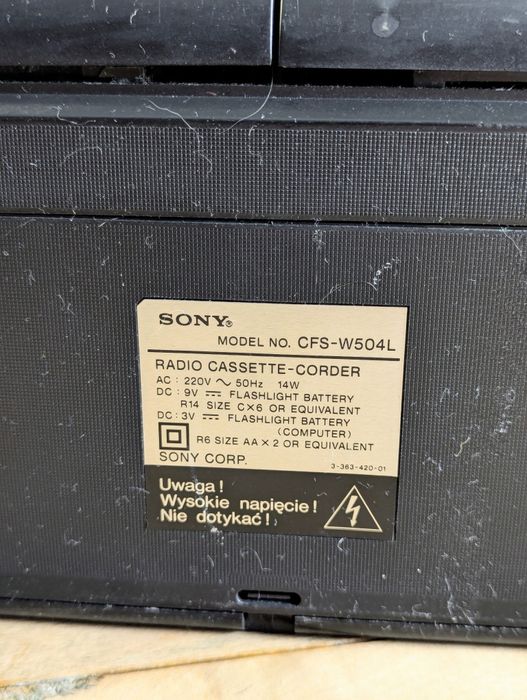 SONY®
MODEL NO. CFS-W504L
RADIO CASSETTE-CORDER
AC : 220V ～ 50Hz 14W
DC : 9V ⎓ FLASHLIGHT BATTERY
R14 SIZE C×6 OR EQUIVALENT
DC : 3V ⎓ FLASHLIGHT BATTERY
(COMPUTER)
R6 SIZE AA × 2 OR EQUIVALENT
SONY CORP.
3-363-420-01
Uwaga !
Wysokie napięcie !
Nie dotykać !